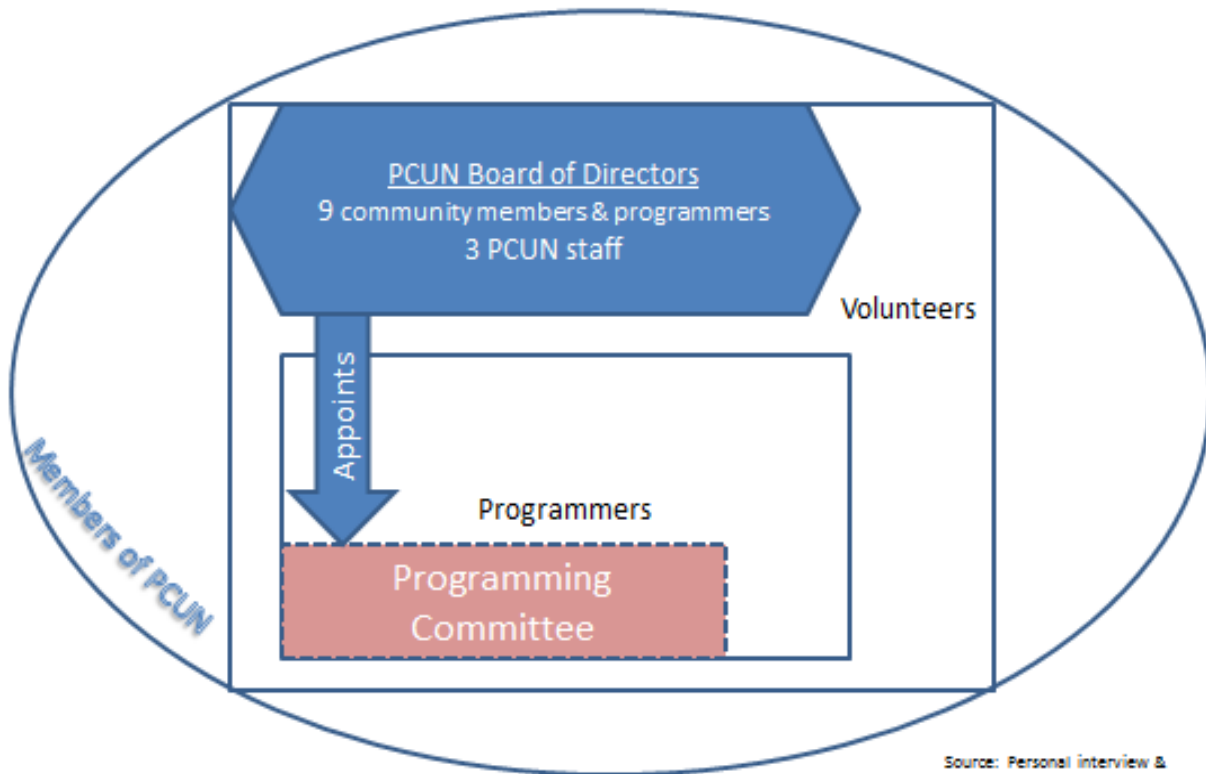 PCUN Board of Directors
9 community members & programmers
3 PCUN staff
Volunteers
Appoints
Programmers
Programming
Committee
Members of PCUN
Source: Personal interview &